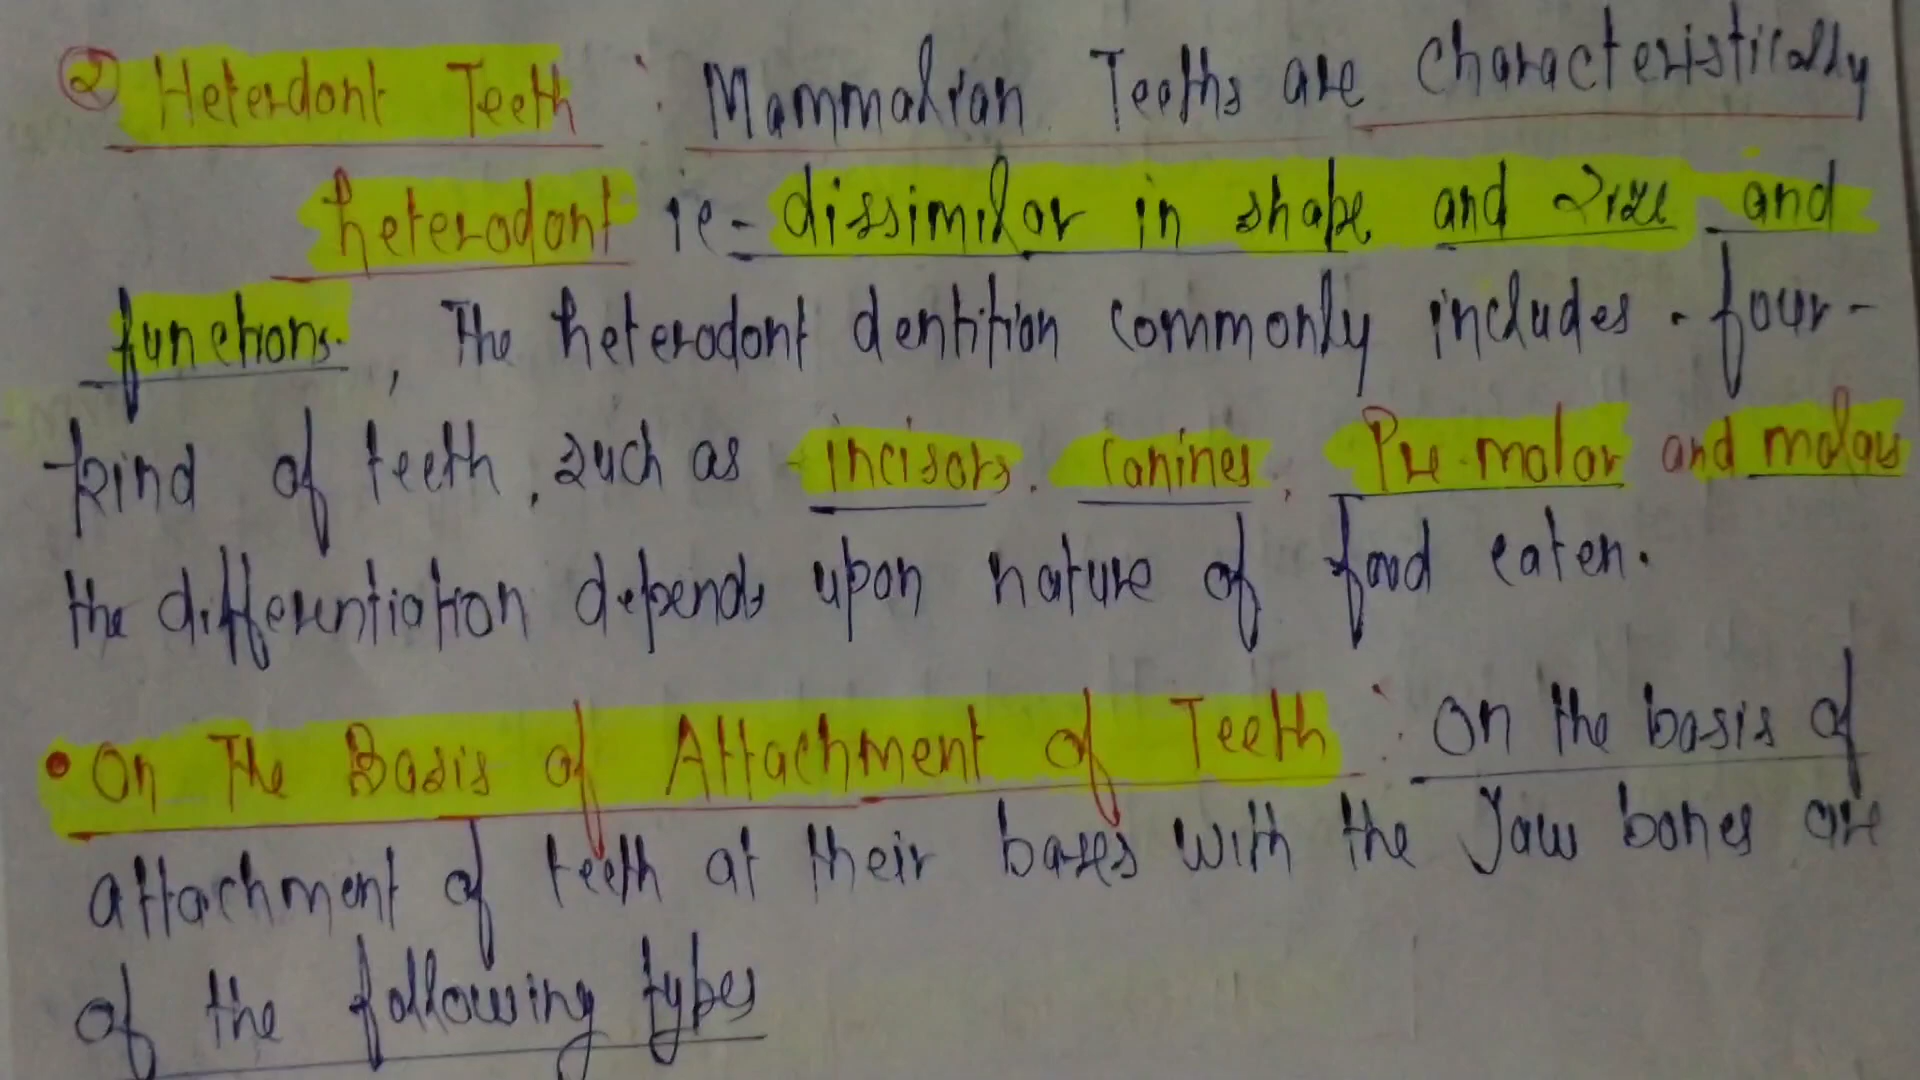 ② Heterdont Teeth : Mammalian Teeths are characteristically
heterodont ie - dissimilar in shape and size and
functions. , The heterodont dentition commonly includes - four -
kind of teeth, such as incisors, canines, Pre-molar and molars
the differentiation depends upon nature of food eaten.
• On The Basis of Attachment of Teeth : On the basis of
attachment of teeth at their bases with the Jaw bones are
of the following types